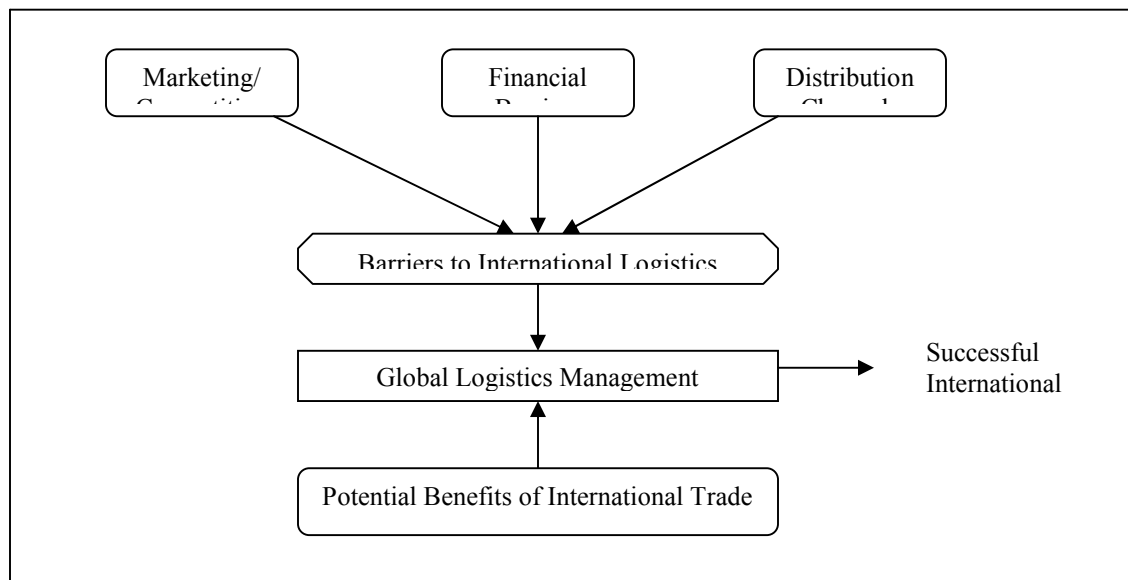 Marketing/
Financial
Distribution
Barriers to International Logistics
Global Logistics Management
Successful
International
Potential Benefits of International Trade